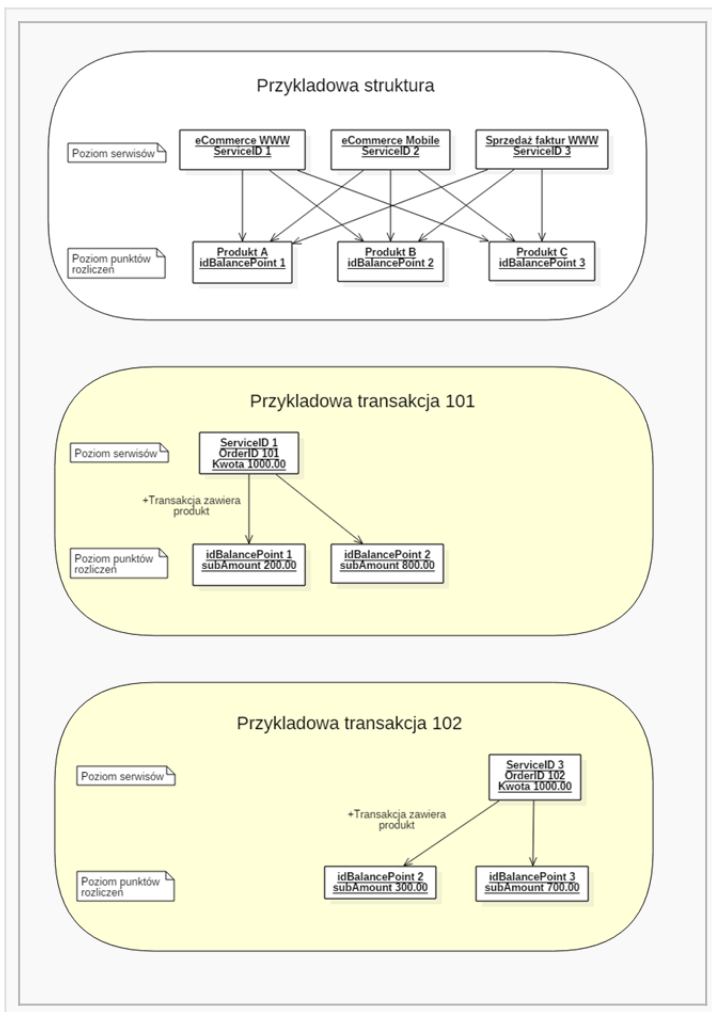 Przykladowa struktura
Poziom serwisów
eCommerce WWW
ServiceID 1
eCommerce Mobile
ServiceID 2
Sprzedaż faktur WWW
ServiceID 3
Poziom punktów
rozliczeń
Produkt A
idBalancePoint 1
Produkt B
idBalancePoint 2
Produkt C
idBalancePoint 3
Przykladowa transakcja 101
Poziom serwisów
ServiceID 1
OrderID 101
Kwota 1000.00
+Transakcja zawiera
produkt
Poziom punktów
rozliczeń
idBalancePoint 1
subAmount 200.00
idBalancePoint 2
subAmount 800.00
Przykladowa transakcja 102
Poziom serwisów
ServiceID 3
OrderID 102
Kwota 1000.00
+Transakcja zawiera
produkt
Poziom punktów
rozliczeń
idBalancePoint 2
subAmount 300.00
idBalancePoint 3
subAmount 700.00